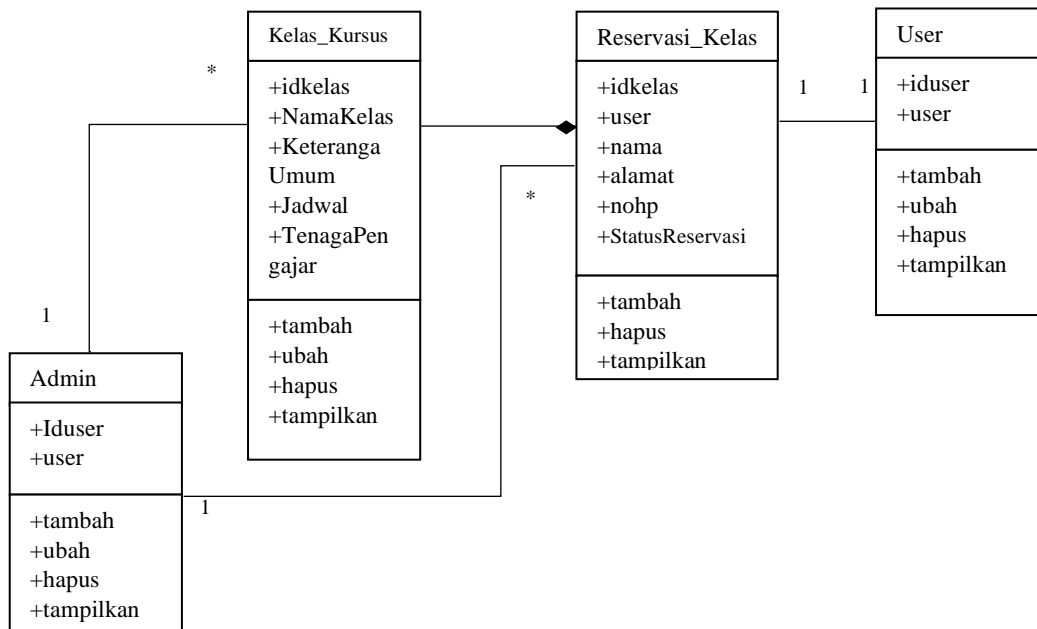 Kelas_Kursus
+idkelas
+NamaKelas
+Keteranga
Umum
+Jadwal
+TenagaPen
gajar
+tambah
+ubah
+hapus
+tampilkan
Reservasi_Kelas
+idkelas
+user
+nama
+alamat
+nohp
+StatusReservasi
+tambah
+hapus
+tampilkan
User
+iduser
+user
+tambah
+ubah
+hapus
+tampilkan
*
1
1
*
1
1
Admin
+Iduser
+user
+tambah
+ubah
+hapus
+tampilkan